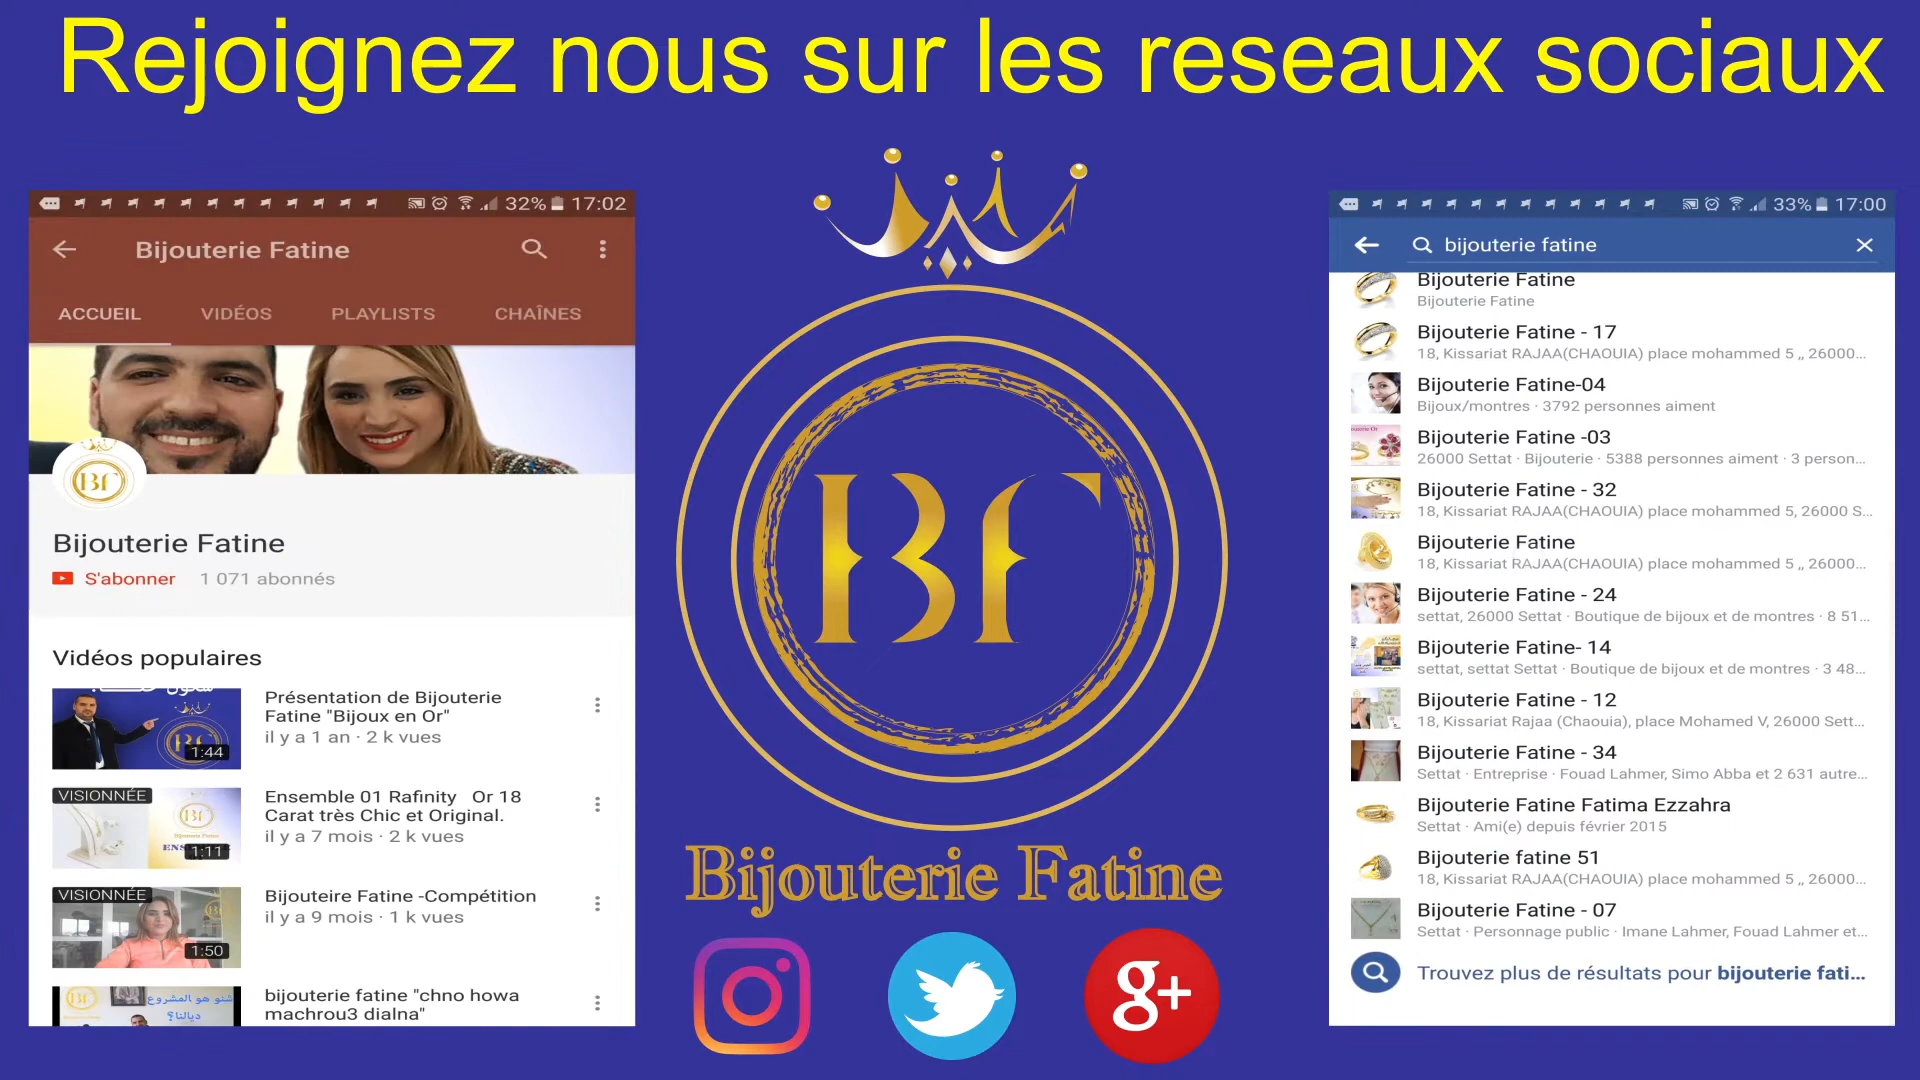 Rejoignez nous sur les reseaux sociaux
32% 17:02
Bijouterie Fatine
ACCUEIL VIDÉOS PLAYLISTS CHAÎNES
BF
Bijouterie Fatine
S'abonner 1 071 abonnés
Vidéos populaires
Présentation de Bijouterie
Fatine "Bijoux en Or"
il y a 1 an · 2 k vues
BF
1:44
VISIONNÉE
Ensemble 01 Rafinity Or 18
Carat très Chic et Original.
il y a 7 mois · 2 k vues
BF
Bijouterie Fatine
1:11
VISIONNÉE
Bijouteire Fatine -Compétition
il y a 9 mois · 1 k vues
1:50
bijouterie fatine "chno howa
machrou3 dialna"
شنو هو المشروع
ديالنا؟
BF
Bijouterie Fatine
g+
33% 17:00
bijouterie fatine
Bijouterie Fatine
Bijouterie Fatine
Bijouterie Fatine - 17
18, Kissariat RAJAA(CHAOUIA) place mohammed 5 ,, 26000...
Bijouterie Fatine-04
Bijoux/montres · 3792 personnes aiment
Bijouterie Fatine -03
26000 Settat · Bijouterie · 5388 personnes aiment · 3 person...
Bijouterie Fatine - 32
18, Kissariat RAJAA(CHAOUIA) place mohammed 5, 26000 S...
Bijouterie Fatine
18, Kissariat RAJAA(CHAOUIA) place mohammed 5 ,, 26000...
Bijouterie Fatine - 24
settat, 26000 Settat · Boutique de bijoux et de montres · 8 51...
Bijouterie Fatine- 14
settat, settat Settat · Boutique de bijoux et de montres · 3 48...
Bijouterie Fatine - 12
18, Kissariat Rajaa (Chaouia), place Mohamed V, 26000 Sett...
Bijouterie Fatine - 34
Settat · Entreprise · Fouad Lahmer, Simo Abba et 2 631 autre...
Bijouterie Fatine Fatima Ezzahra
Settat · Ami(e) depuis février 2015
Bijouterie fatine 51
18, Kissariat RAJAA(CHAOUIA) place mohammed 5 ,, 26000...
Bijouterie Fatine - 07
Settat · Personnage public · Imane Lahmer, Fouad Lahmer et...
Trouvez plus de résultats pour bijouterie fati...